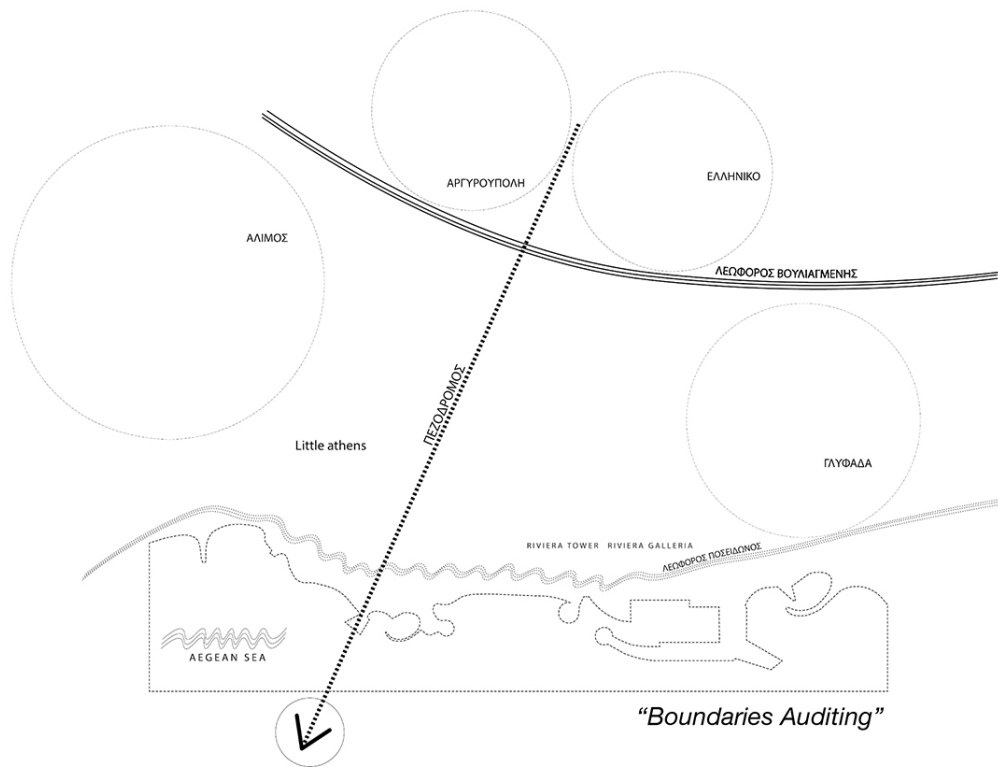 ΑΡΓΥΡΟΥΠΟΛΗ
ΕΛΛΗΝΙΚΟ
ΑΛΙΜΟΣ
ΛΕΩΦΟΡΟΣ ΒΟΥΛΙΑΓΜΕΝΗΣ
ΠΕΖΟΔΡΟΜΟΣ
Little athens
ΓΛΥΦΑΔΑ
RIVIERA TOWER RIVIERA GALLERIA
ΛΕΩΦΟΡΟΣ ΠΟΣΕΙΔΩΝΟΣ
AEGEAN SEA
“Boundaries Auditing”